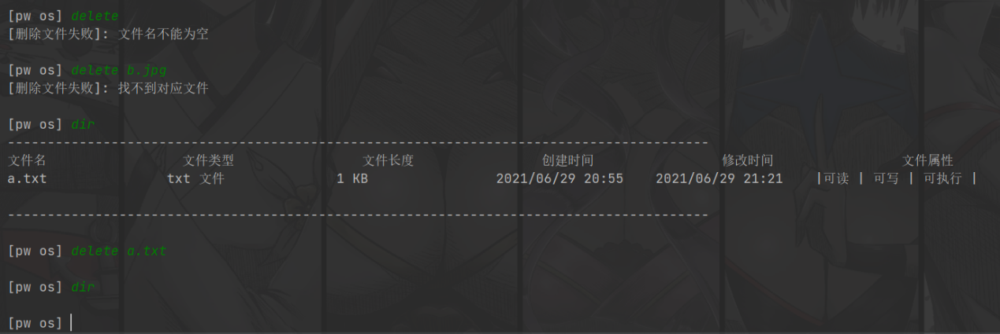 [pw os] delete
[删除文件失败]: 文件名不能为空
[pw os] delete b.jpg
[删除文件失败]: 找不到对应文件
[pw os] dir
----------------------------------------------------------------------------------------
文件名 文件类型 文件长度 创建时间 修改时间 文件属性
a.txt txt 文件 1 KB 2021/06/29 20:55 2021/06/29 21:21 |可读 | 可写 | 可执行 |
----------------------------------------------------------------------------------------
[pw os] delete a.txt
[pw os] dir
[pw os]